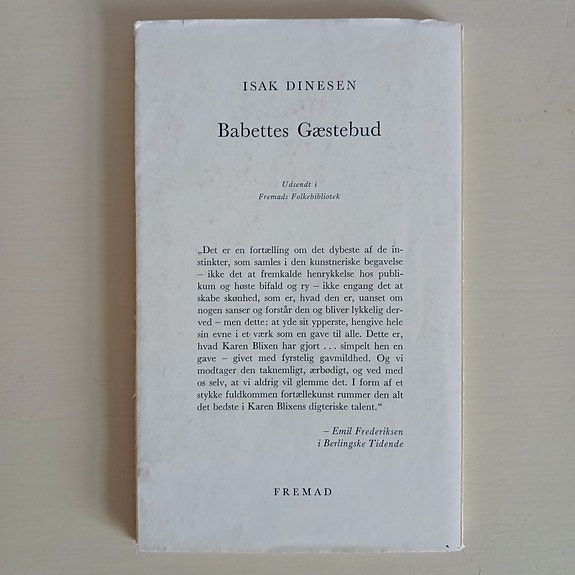 ISAK DINESEN
Babettes Gæstebud
Udsendt i
Fremads Folkebibliotek
„Det er en fortælling om det dybeste af de in-
stinkter, som samles i den kunstneriske begavelse
– ikke det at fremkalde henrykkelse hos publi-
kum og høste bifald og ry – ikke engang det at
skabe skønhed, som er, hvad den er, uanset om
nogen sanser og forstår den og bliver lykkelig der-
ved – men dette: at yde sit ypperste, hengive hele
sin evne i et værk som en gave til alle. Dette er,
hvad Karen Blixen har gjort . . . simpelt hen en
gave – givet med fyrstelig gavmildhed. Og vi
modtager den taknemligt, ærbødigt, og ved med
os selv, at vi aldrig vil glemme det. I form af et
stykke fuldkommen fortællekunst rummer den alt
det bedste i Karen Blixens digteriske talent.“
– Emil Frederiksen
i Berlingske Tidende
FREMAD